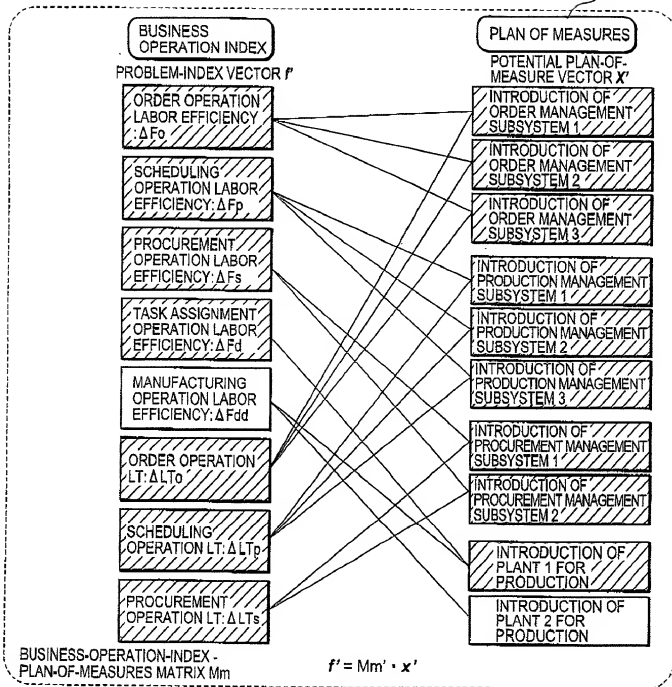 BUSINESS
OPERATION INDEX
PROBLEM-INDEX VECTOR f'
ORDER OPERATION
LABOR EFFICIENCY
:ΔFo
SCHEDULING
OPERATION LABOR
EFFICIENCY: ΔFp
PROCUREMENT
OPERATION LABOR
EFFICIENCY: ΔFs
TASK ASSIGNMENT
OPERATION LABOR
EFFICIENCY: ΔFd
MANUFACTURING
OPERATION LABOR
EFFICIENCY: ΔFdd
ORDER OPERATION
LT: ΔLTo
SCHEDULING
OPERATION LT: ΔLTp
PROCUREMENT
OPERATION LT: ΔLTs
BUSINESS-OPERATION-INDEX -
PLAN-OF-MEASURES MATRIX Mm
PLAN OF MEASURES
POTENTIAL PLAN-OF-
MEASURE VECTOR X'
INTRODUCTION OF
ORDER MANAGEMENT
SUBSYSTEM 1
INTRODUCTION OF
ORDER MANAGEMENT
SUBSYSTEM 2
INTRODUCTION OF
ORDER MANAGEMENT
SUBSYSTEM 3
INTRODUCTION OF
PRODUCTION MANAGEMENT
SUBSYSTEM 1
INTRODUCTION OF
PRODUCTION MANAGEMENT
SUBSYSTEM 2
INTRODUCTION OF
PRODUCTION MANAGEMENT
SUBSYSTEM 3
INTRODUCTION OF
PROCUREMENT MANAGEMENT
SUBSYSTEM 1
INTRODUCTION OF
PROCUREMENT MANAGEMENT
SUBSYSTEM 2
INTRODUCTION OF
PLANT 1 FOR
PRODUCTION
INTRODUCTION OF
PLANT 2 FOR
PRODUCTION
f' = Mm' · x'